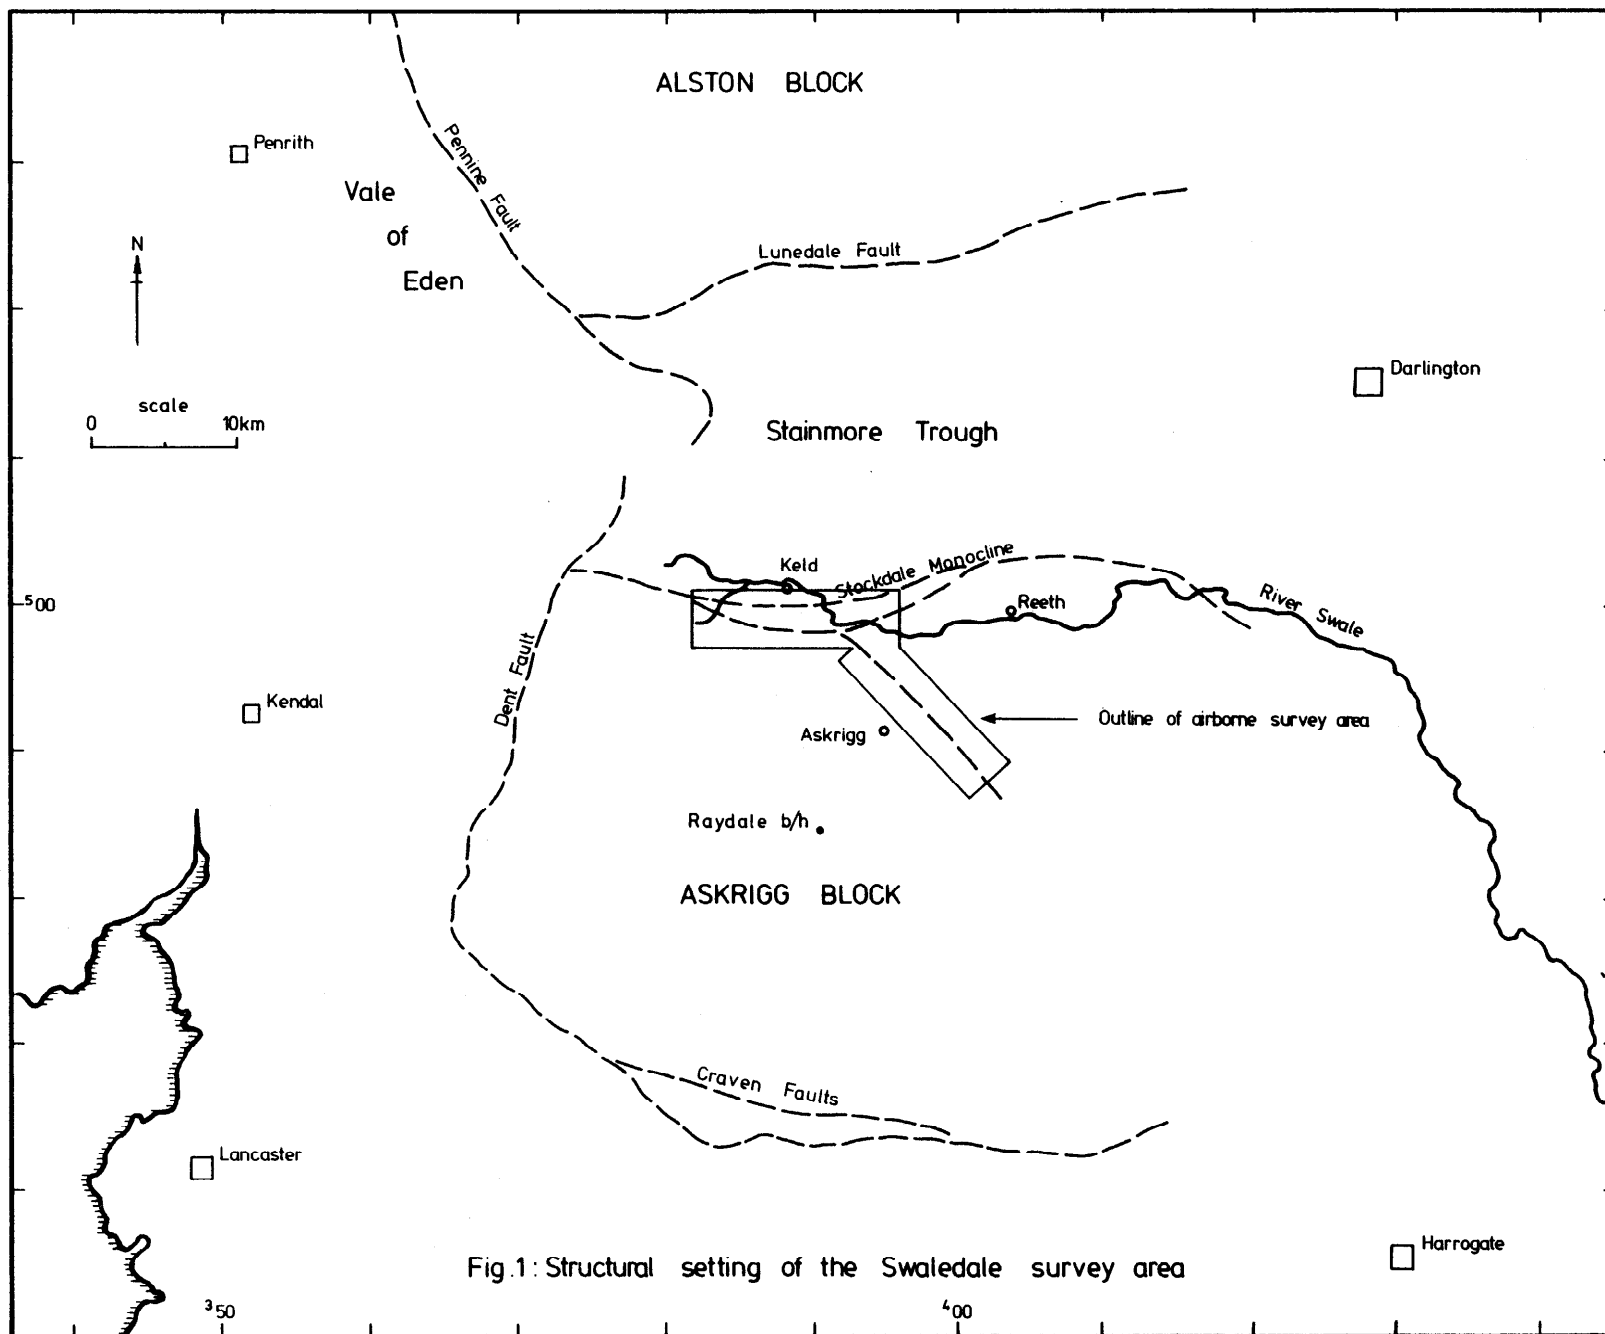 ALSTON BLOCK
Penrith
Pennine Fault
Vale
of
Eden
N
Lunedale Fault
Darlington
scale
0 10km
Stainmore Trough
Keld
Stockdale Monocline
500
Reeth
River Swale
Dent Fault
Kendal
Outline of airborne survey area
Askrigg
Raydale b/h
ASKRIGG BLOCK
Craven Faults
Lancaster
Harrogate
Fig.1: Structural setting of the Swaledale survey area
350
400